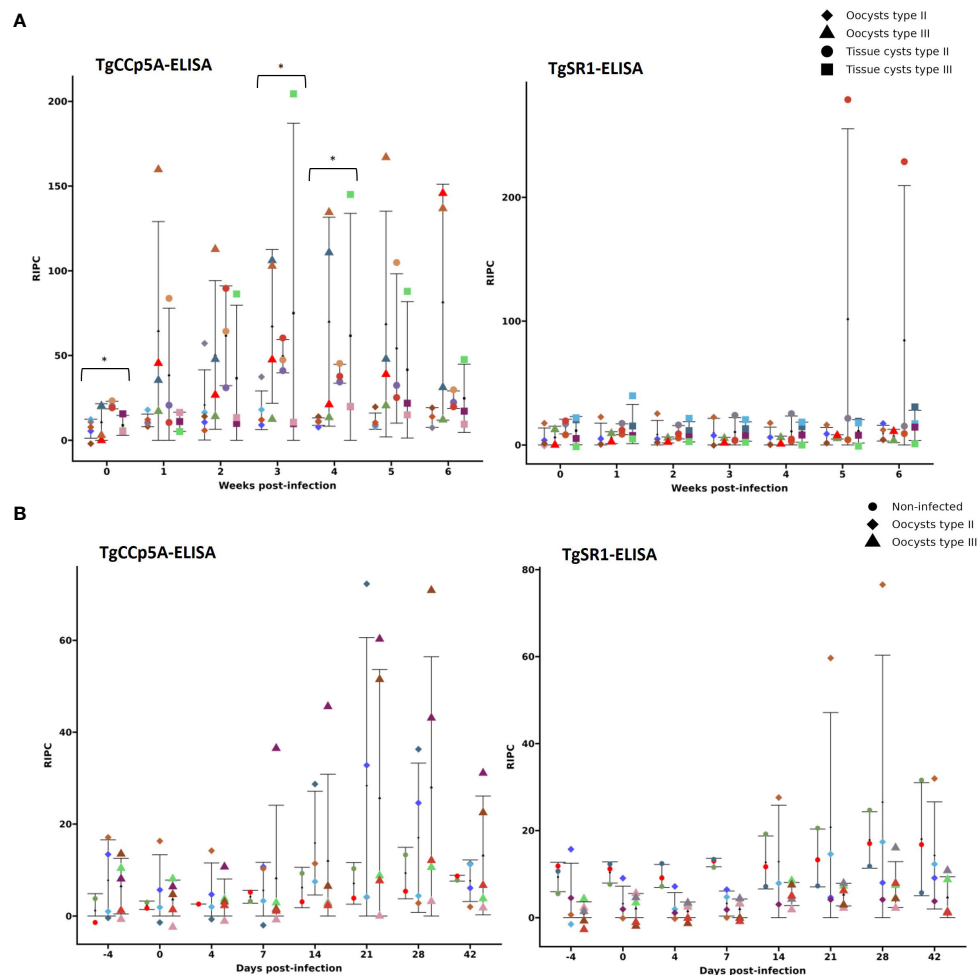 A
Oocysts type II
Oocysts type III
Tissue cysts type II
Tissue cysts type III
TgCCp5A-ELISA
TgSR1-ELISA
*
*
*
200
150
100
50
0
RIPC
0 1 2 3 4 5 6
Weeks post-infection
200
100
0
RIPC
0 1 2 3 4 5 6
Weeks post-infection
B
Non-infected
Oocysts type II
Oocysts type III
TgCCp5A-ELISA
TgSR1-ELISA
60
40
20
0
RIPC
-4 0 4 7 14 21 28 42
Days post-infection
80
60
40
20
0
RIPC
-4 0 4 7 14 21 28 42
Days post-infection